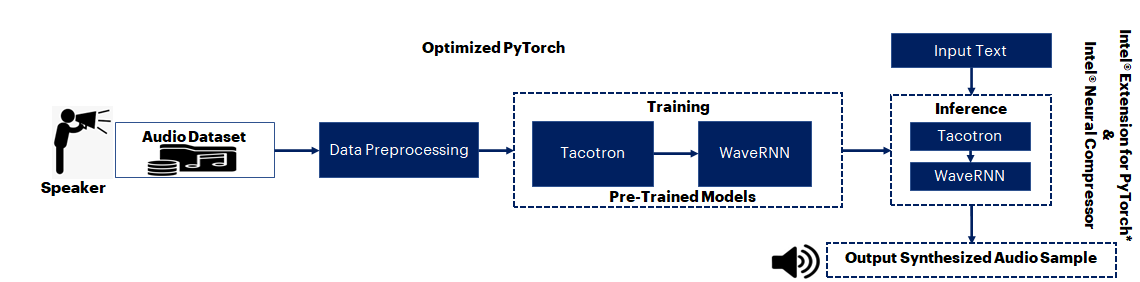 Optimized PyTorch
Speaker
Audio Dataset
Data Preprocessing
Training
Tacotron
WaveRNN
Pre-Trained Models
Input Text
Inference
Tacotron
WaveRNN
Output Synthesized Audio Sample
Intel® Extension for PyTorch*
&
Intel® Neural Compressor